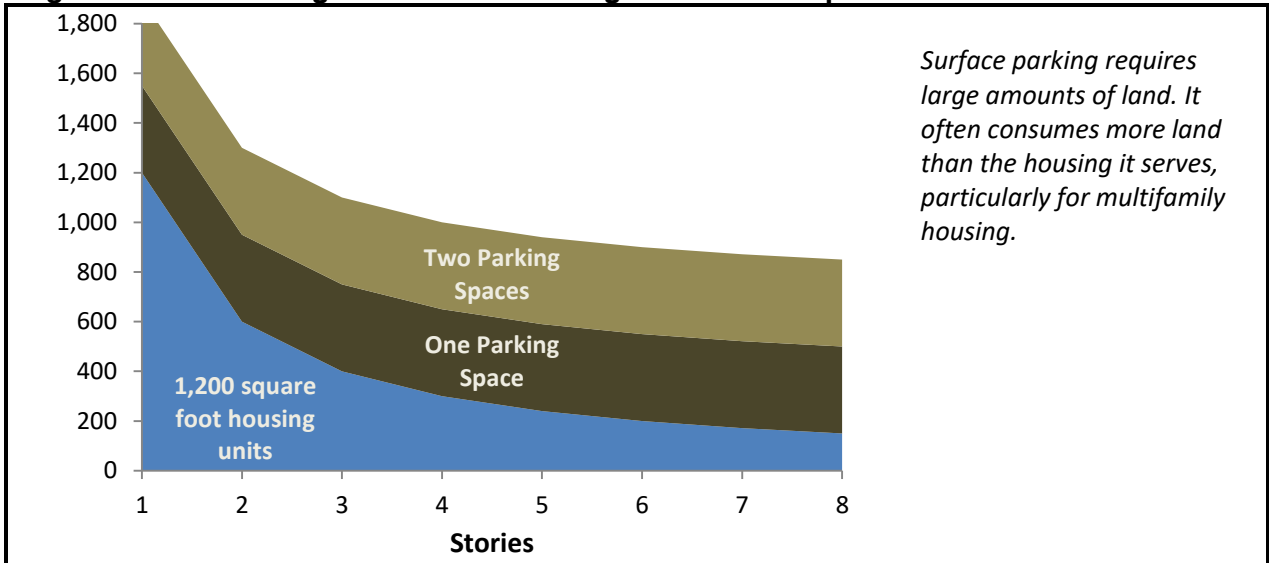 1,800
1,600
1,400
1,200
1,000
800
600
400
200
0
1 2 3 4 5 6 7 8
Stories
Two Parking
Spaces
One Parking
Space
1,200 square
foot housing
units
Surface parking requires
large amounts of land. It
often consumes more land
than the housing it serves,
particularly for multifamily
housing.